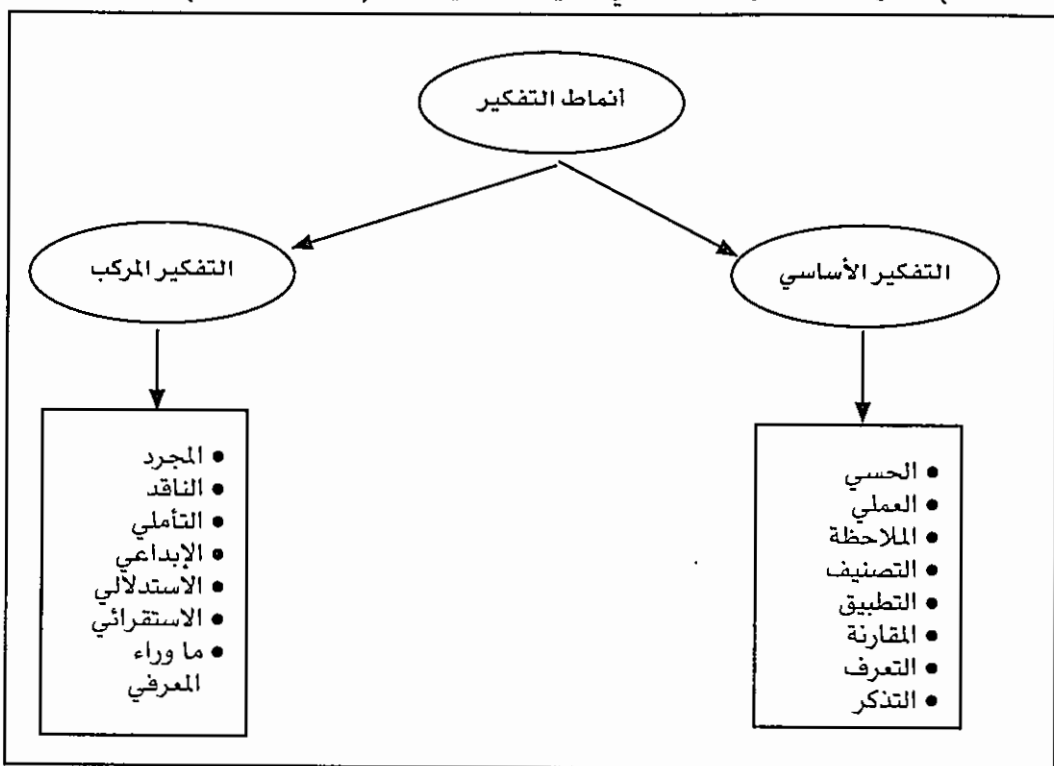 أنماط التفكير
التفكير الأساسي
• الحسي
• العملي
• الملاحظة
• التصنيف
• التطبيق
• المقارنة
• التعرف
• التذكر
التفكير المركب
• المجرد
• الناقد
• التأملي
• الإبداعي
• الاستدلالي
• الاستقرائي
• ما وراء
المعرفي